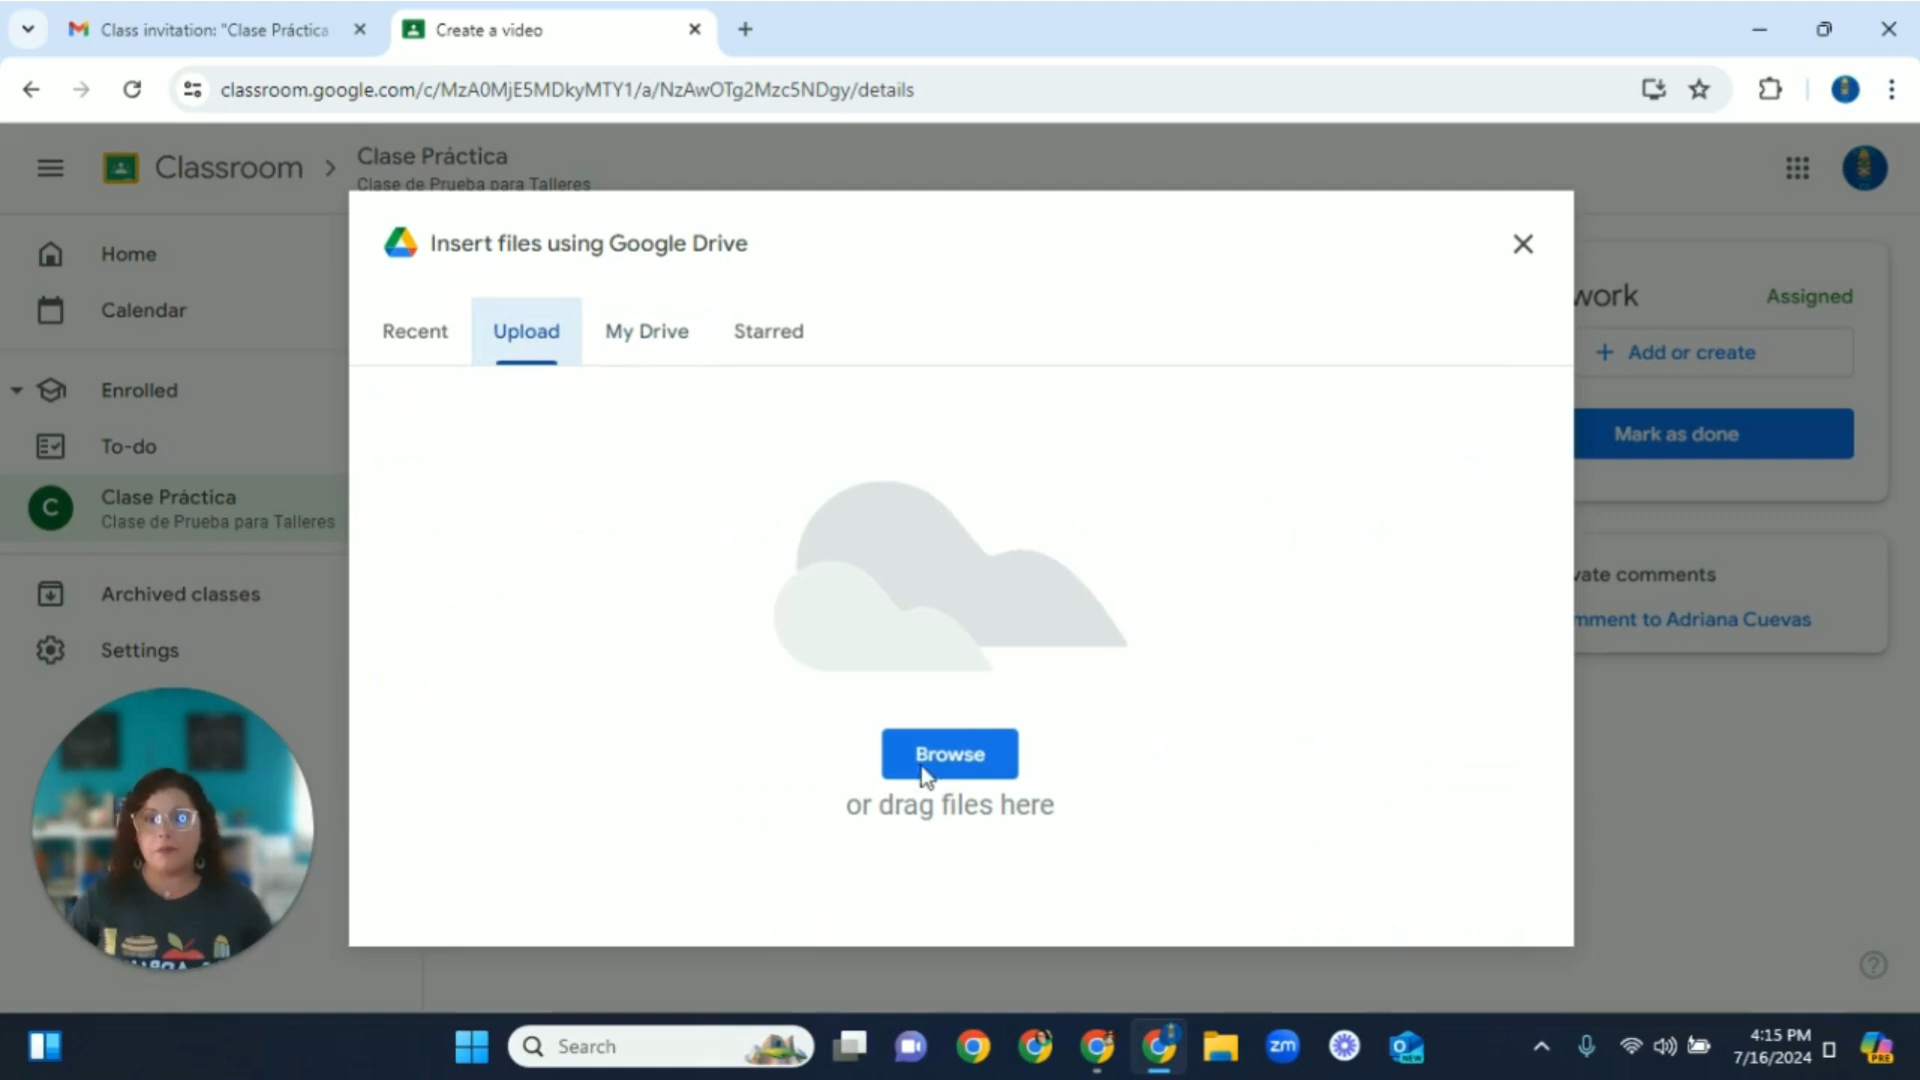 Class invitation: "Clase Práctica
Create a video
classroom.google.com/c/MzA0MjE5MDkyMTY1/a/NzAwOTg2Mzc5NDgy/details
Classroom
Clase Práctica
Clase de Prueba para Talleres
Home
Calendar
Enrolled
To-do
C
Clase Práctica
Clase de Prueba para Talleres
Archived classes
Settings
Insert files using Google Drive
Recent
Upload
My Drive
Starred
Browse
or drag files here
work
Assigned
+ Add or create
Mark as done
vate comments
mment to Adriana Cuevas
Search
zm
NEW
4:15 PM
7/16/2024
PRE